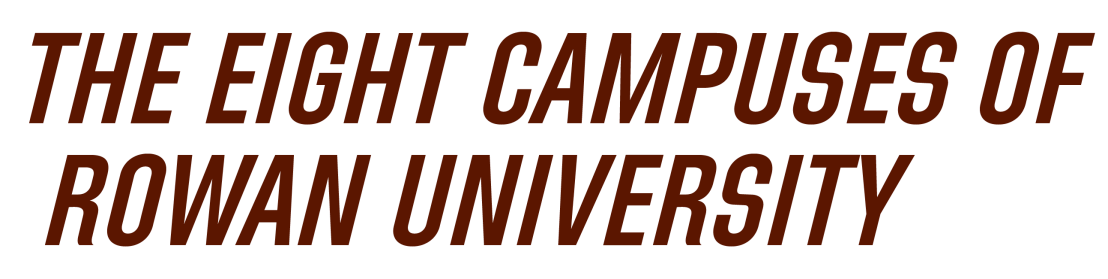 THE EIGHT CAMPUSES OF
ROWAN UNIVERSITY